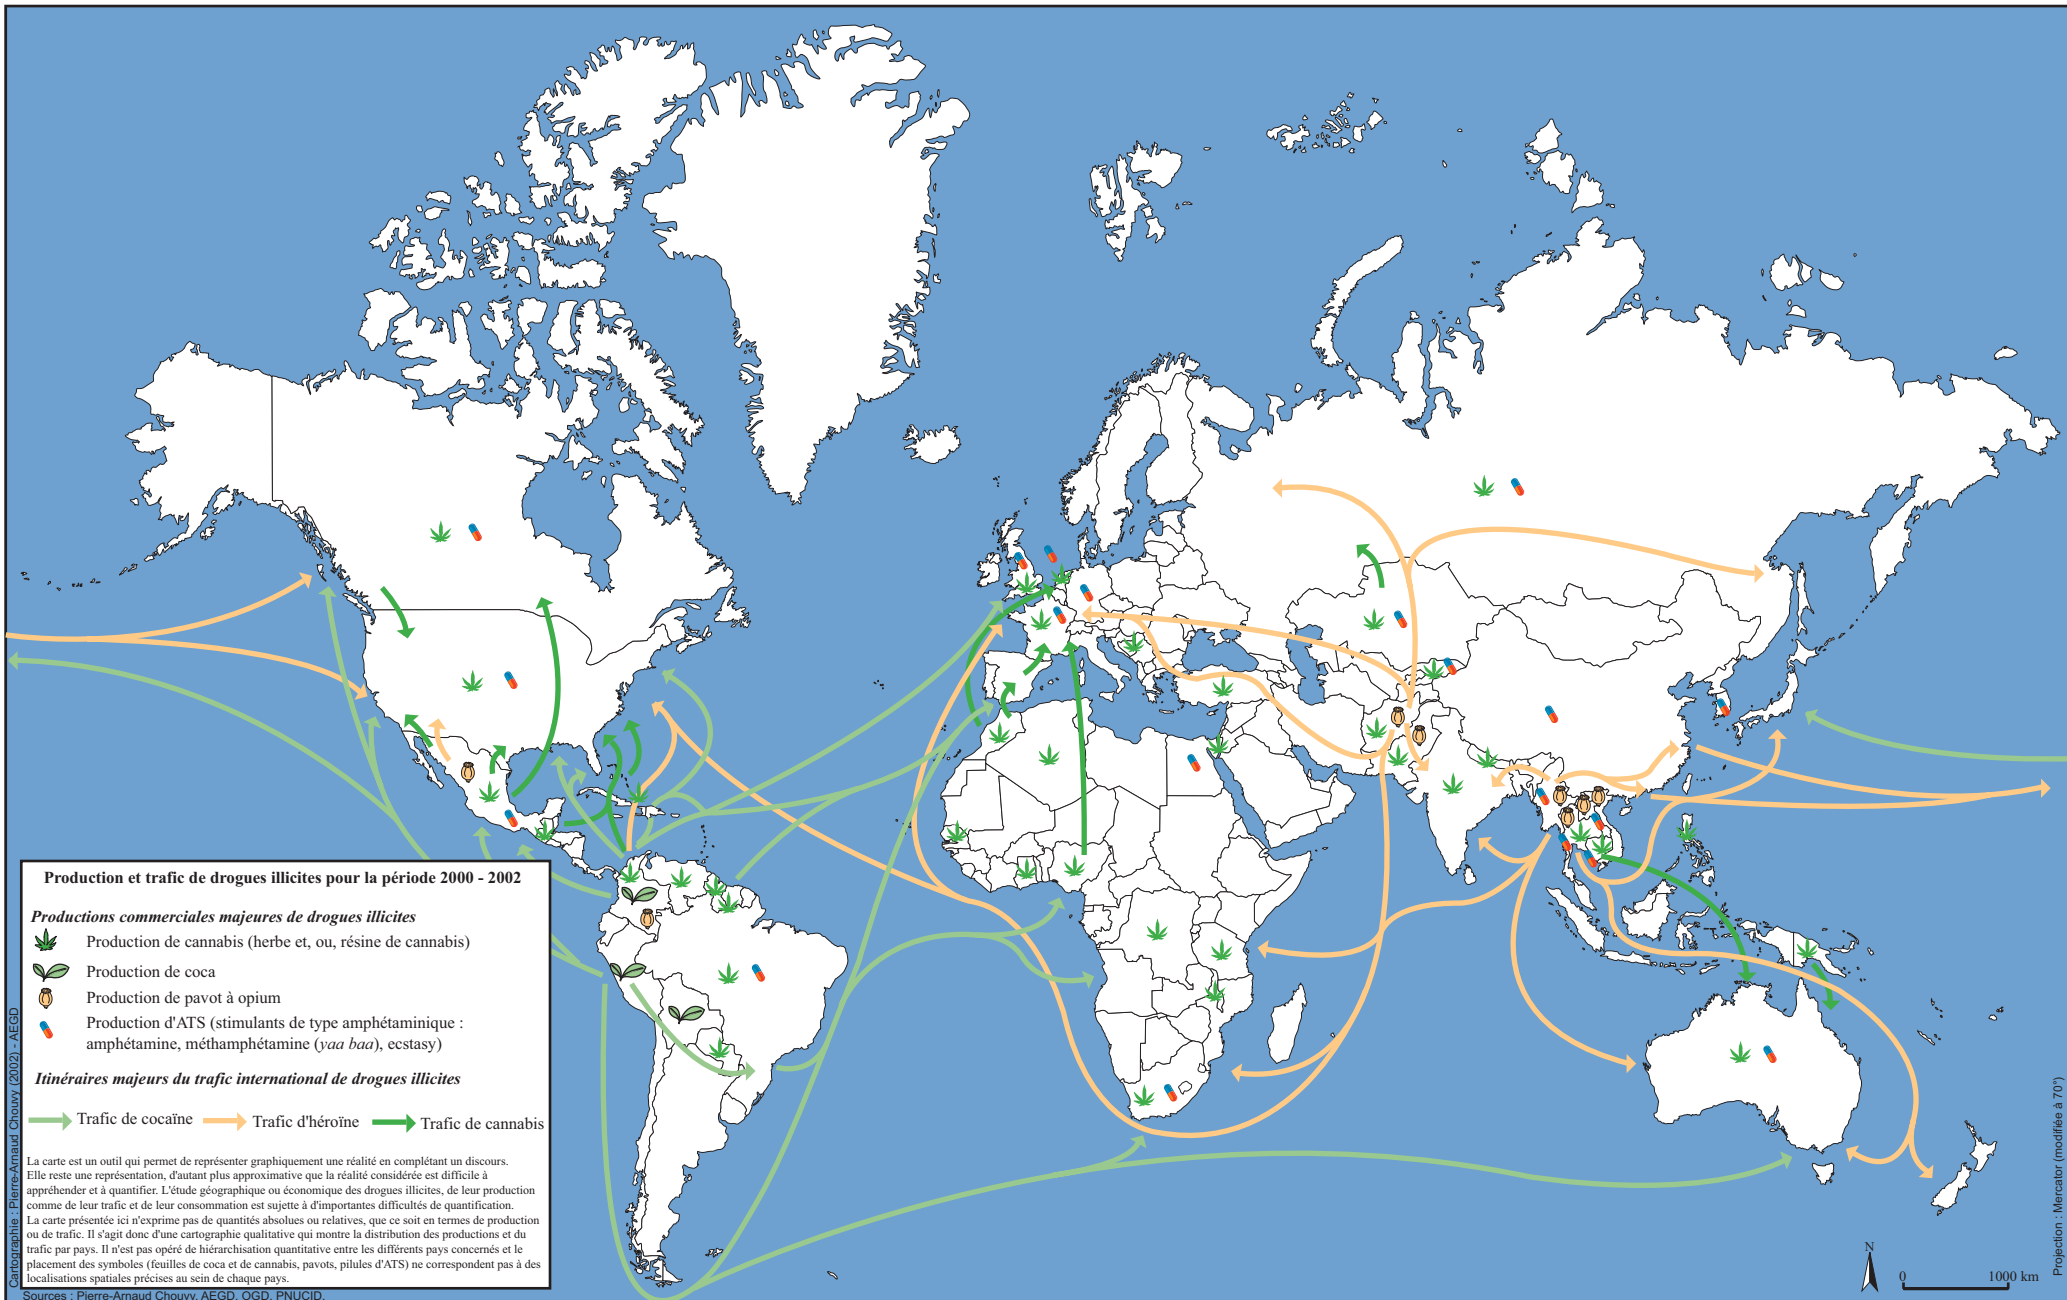 Production et trafic de drogues illicites pour la période 2000 - 2002
Productions commerciales majeures de drogues illicites
Production de cannabis (herbe et, ou, résine de cannabis)
Production de coca
Production de pavot à opium
Production d'ATS (stimulants de type amphétaminique :
amphétamine, méthamphétamine (yaa baa), ecstasy)
Itinéraires majeurs du trafic international de drogues illicites
Trafic de cocaïne
Trafic d'héroïne
Trafic de cannabis
La carte est un outil qui permet de représenter graphiquement une réalité en complétant un discours.
Elle reste une représentation, d'autant plus approximative que la réalité considérée est difficile à
appréhender et à quantifier. L'étude géographique ou économique des drogues illicites, de leur production
comme de leur trafic et de leur consommation est sujette à d'importantes difficultés de quantification.
La carte présentée ici n'exprime pas de quantités absolues ou relatives, que ce soit en termes de production
ou de trafic. Il s'agit donc d'une cartographie qualitative qui montre la distribution des productions et du
trafic par pays. Il n'est pas opéré de hiérarchisation quantitative entre les différents pays concernés et le
placement des symboles (feuilles de coca et de cannabis, pavots, pilules d'ATS) ne correspondent pas à des
localisations spatiales précises au sein de chaque pays.
Sources : Pierre-Arnaud Chouvy, AEGD, OGD, PNUCID.
Cartographie : Pierre-Arnaud Chouvy (2002) - AEGD
N
0 1000 km
Projection : Mercator (modifiée à 70°)